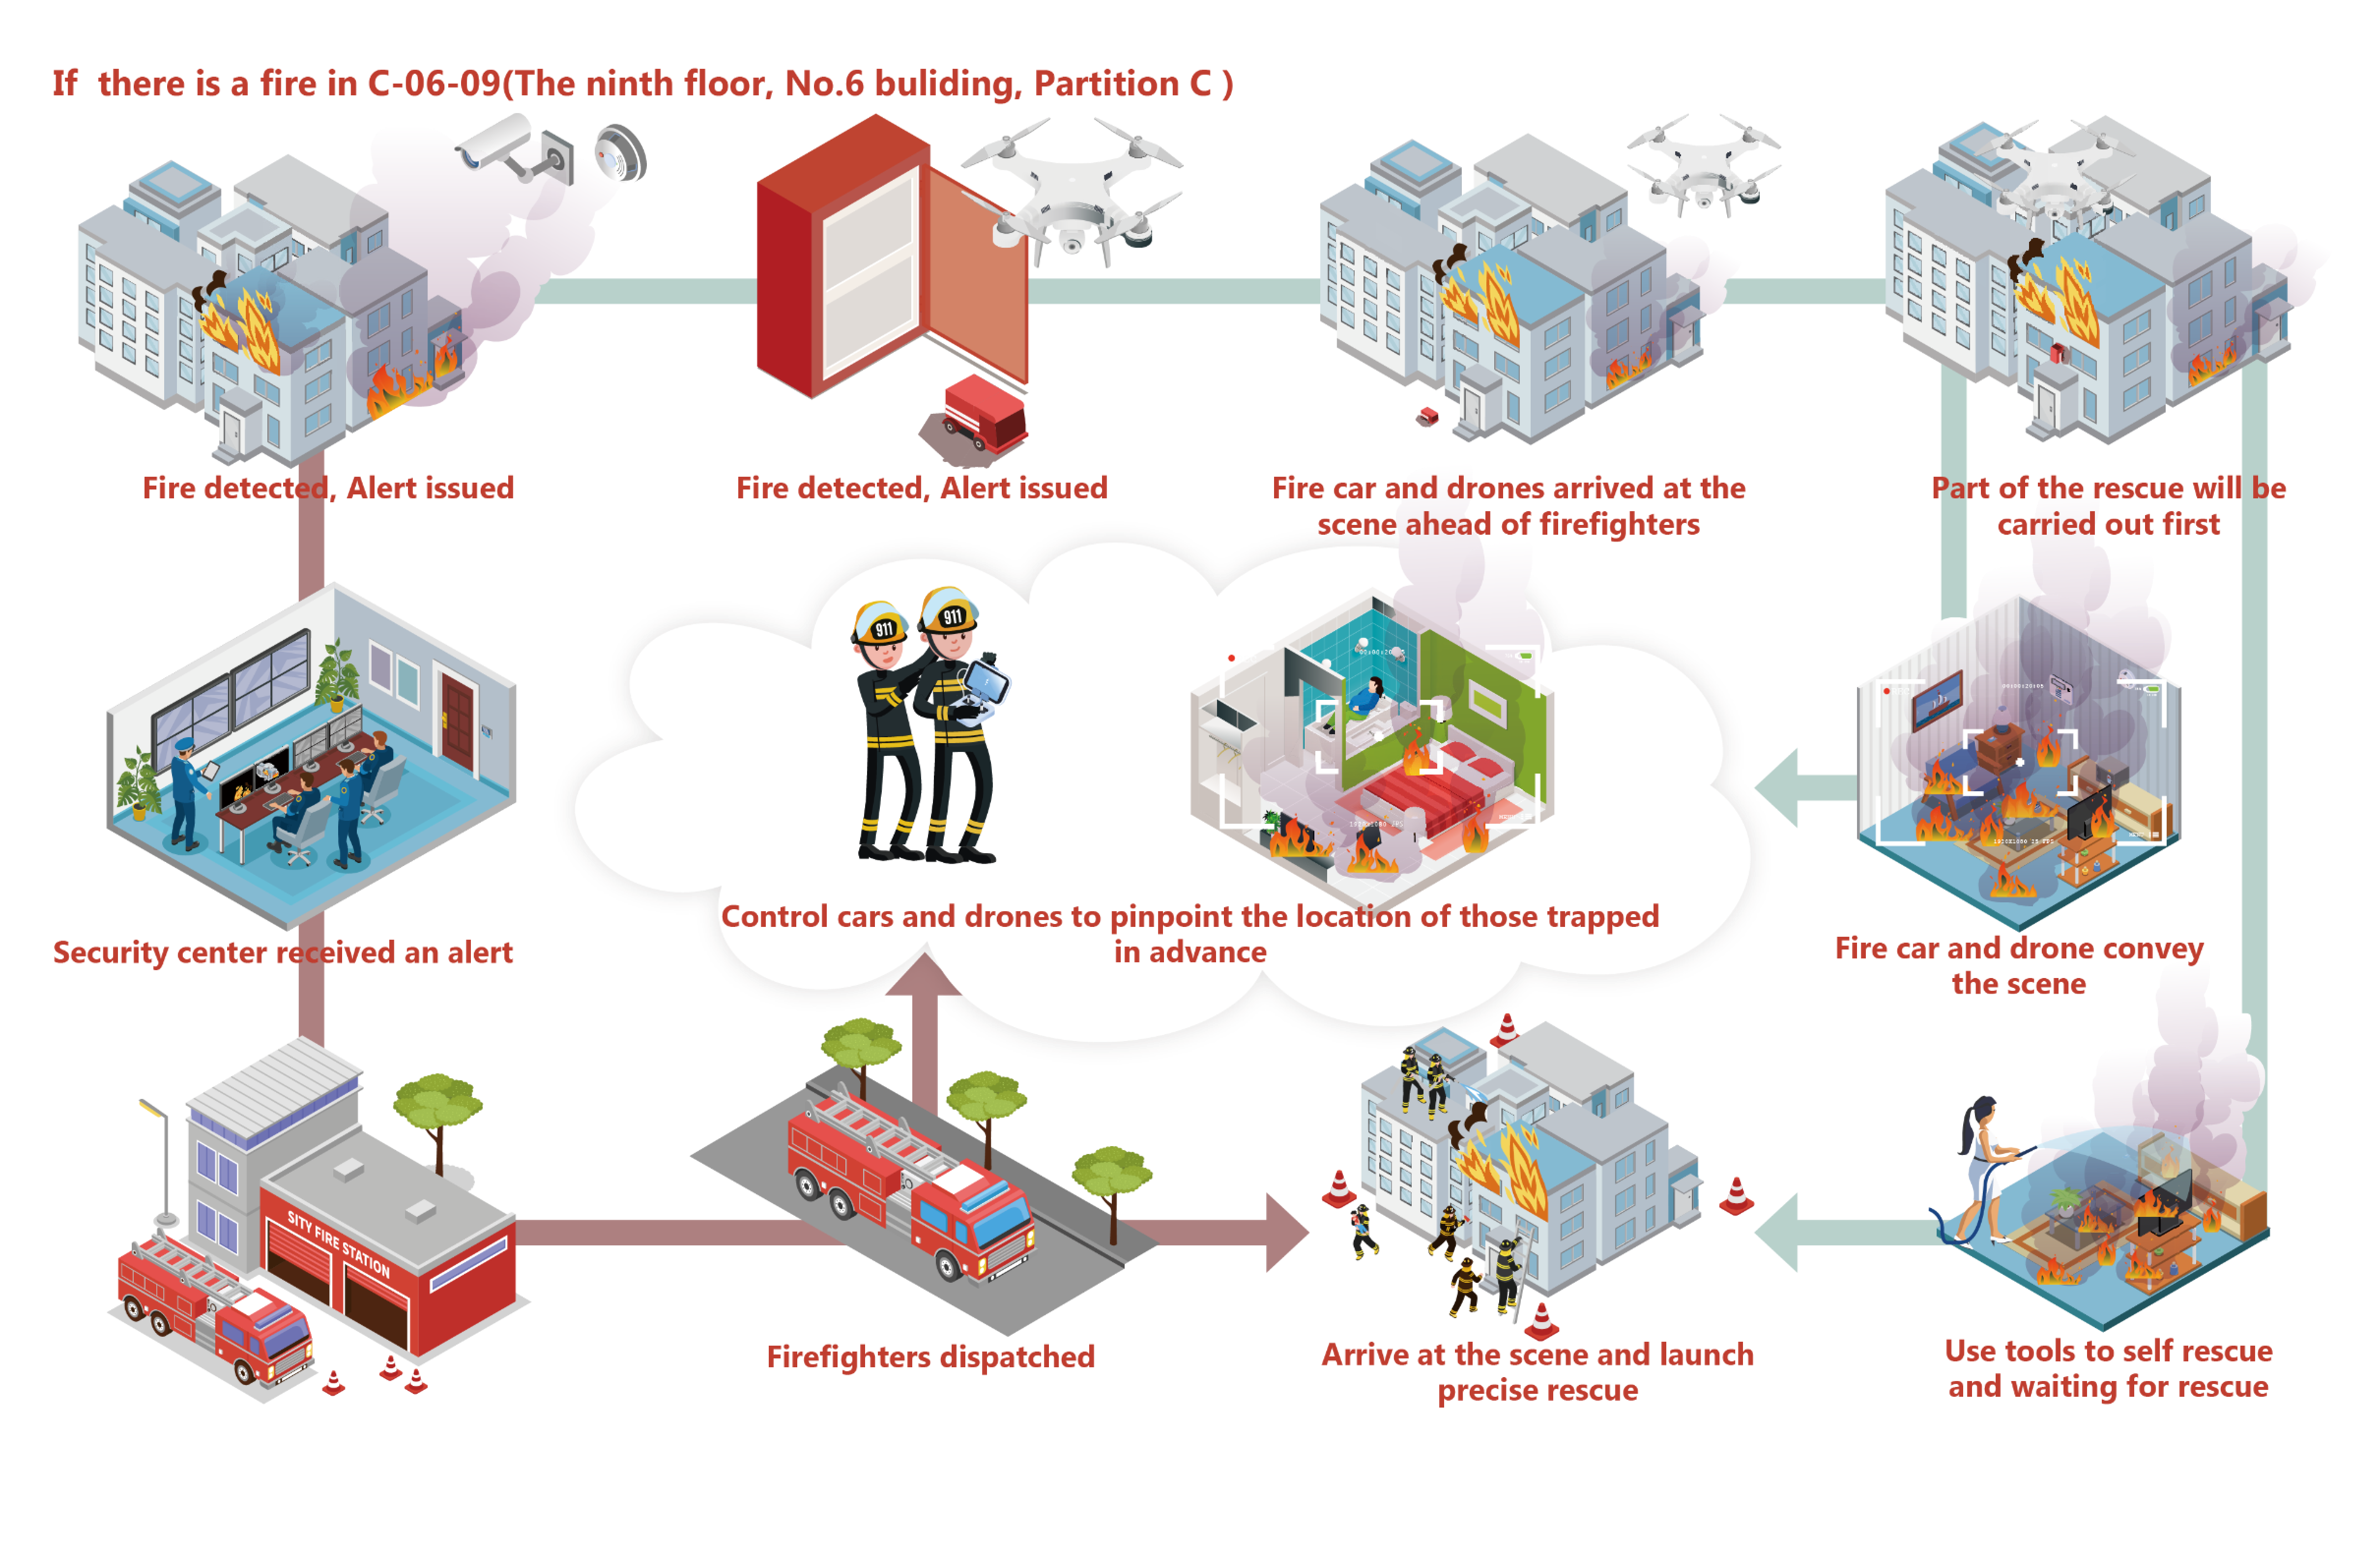 If there is a fire in C-06-09(The ninth floor, No.6 buliding, Partition C )
Fire detected, Alert issued
Fire detected, Alert issued
Fire car and drones arrived at the
scene ahead of firefighters
Part of the rescue will be
carried out first
911
911
Control cars and drones to pinpoint the location of those trapped
in advance
Security center received an alert
Fire car and drone convey
the scene
SITY FIRE STATION
Firefighters dispatched
Arrive at the scene and launch
precise rescue
Use tools to self rescue
and waiting for rescue